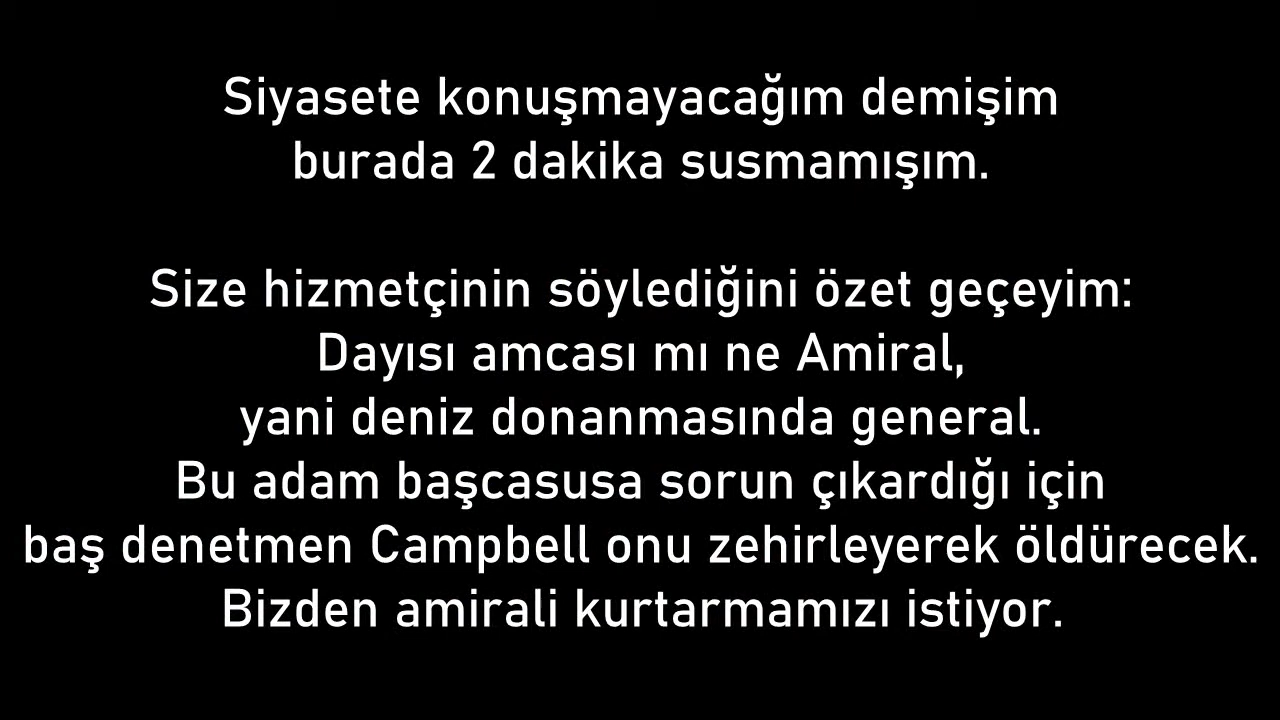 Siyasete konuşmayacağım demişim
burada 2 dakika susmamışım.
Size hizmetçinin söylediğini özet geçeyim:
Dayısı amcası mı ne Amiral,
yani deniz donanmasında general.
Bu adam başcasusa sorun çıkardığı için
baş denetmen Campbell onu zehirleyerek öldürecek.
Bizden amirali kurtarmamızı istiyor.